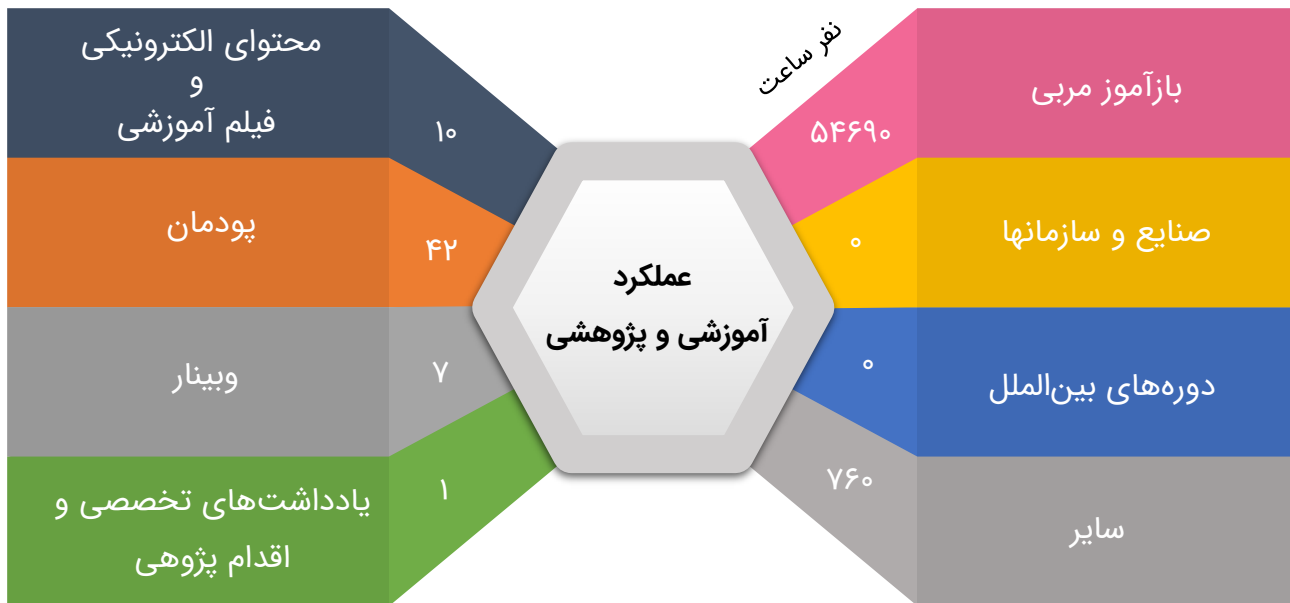 نفر ساعت
بازآموز مربی
۵۴۶۹۰
صنایع و سازمانها
۰
دوره‌های بین‌الملل
۰
سایر
۷۶۰
عملکرد
آموزشی و پژوهشی
محتوای الکترونیکی
و
فیلم آموزشی
۱۰
پودمان
۴۲
وبینار
۷
یادداشت‌های تخصصی و
اقدام پژوهی
۱